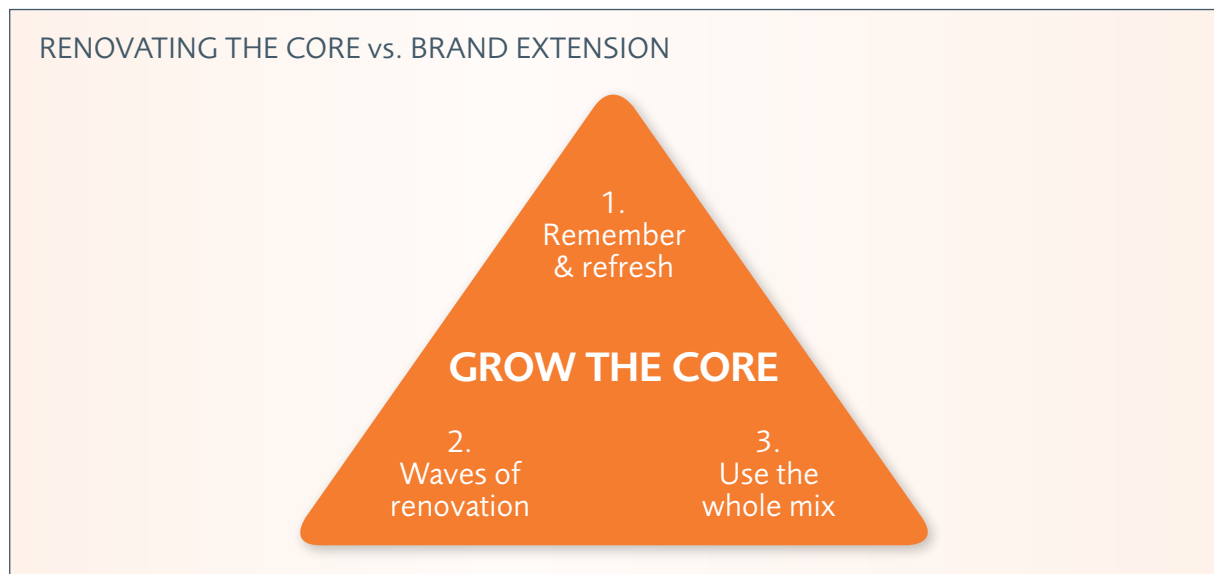 RENOVATING THE CORE vs. BRAND EXTENSION
1.
Remember
& refresh
GROW THE CORE
2.
Waves of
renovation
3.
Use the
whole mix